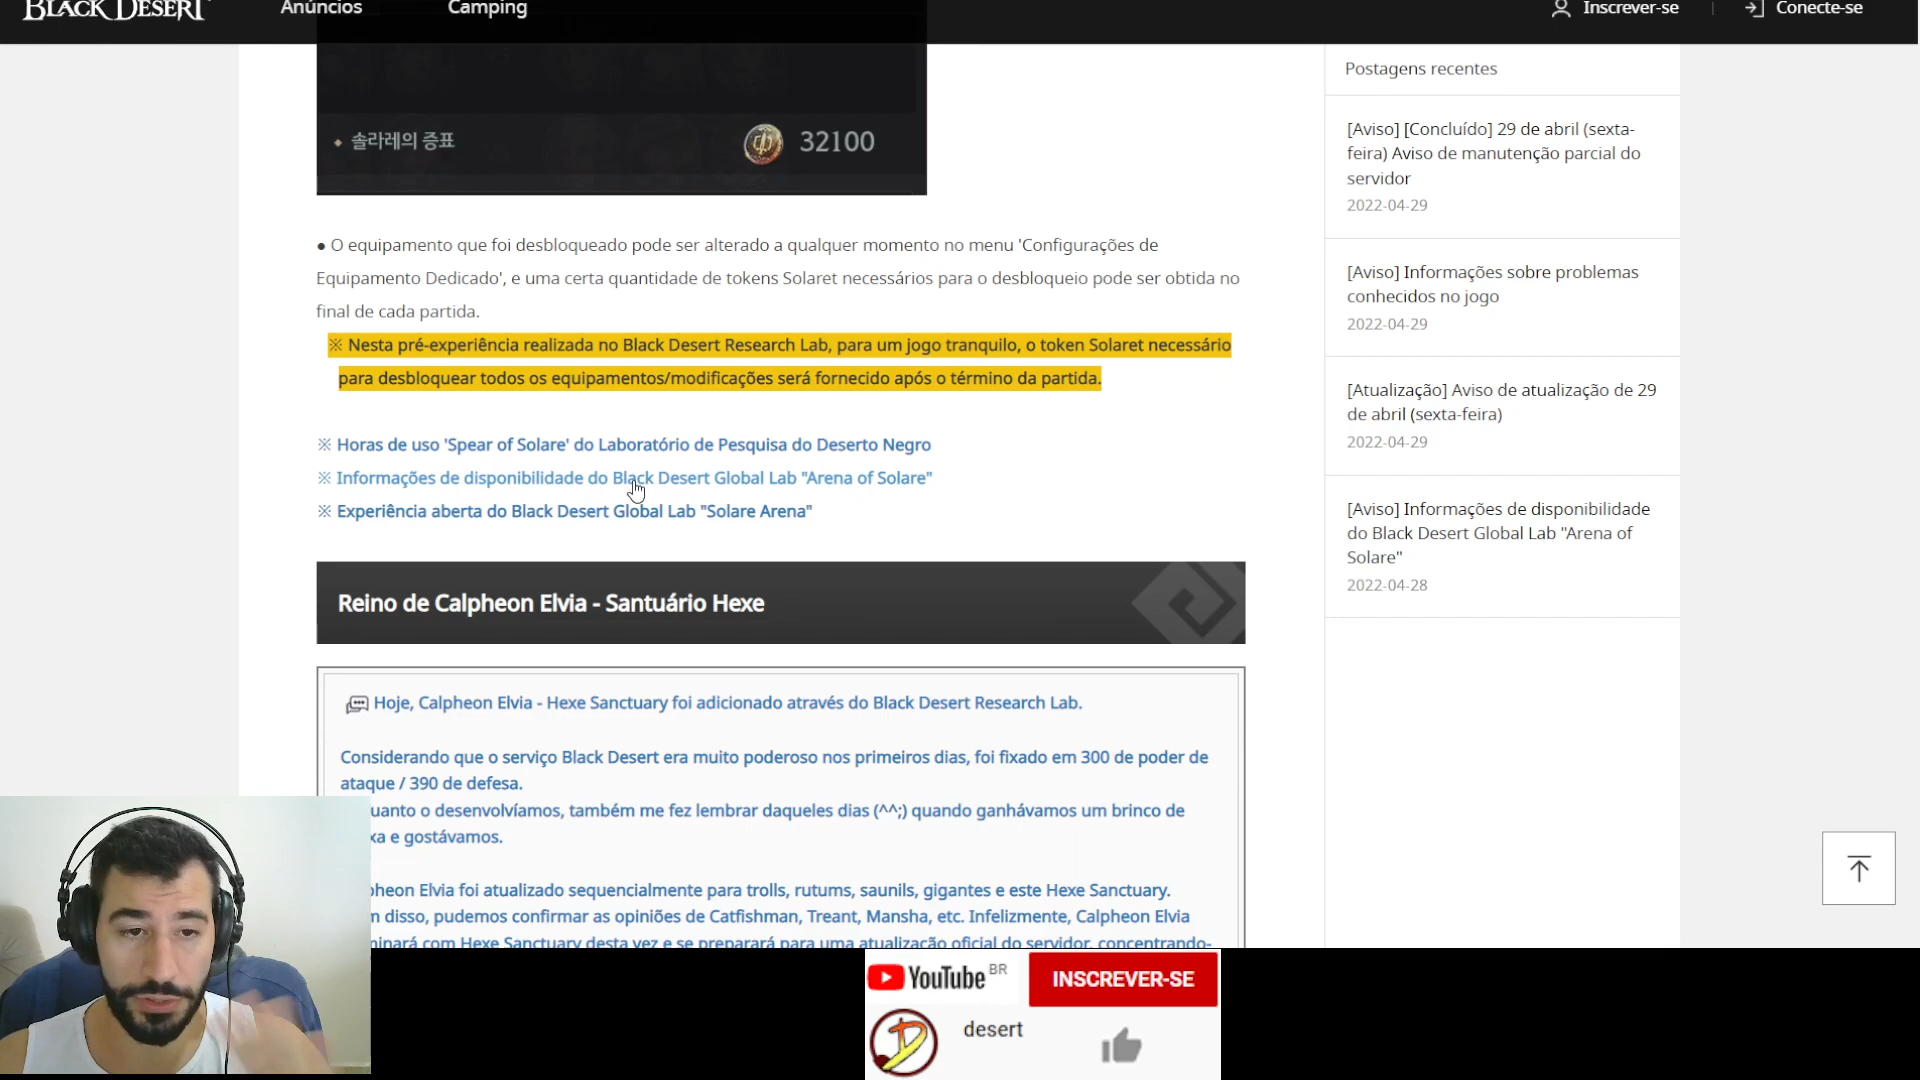 BLACK DESERT
Anúncios
Camping
Inscrever-se
Conecte-se
솔라레의 증표
32100
● O equipamento que foi desbloqueado pode ser alterado a qualquer momento no menu 'Configurações de
Equipamento Dedicado', e uma certa quantidade de tokens Solaret necessários para o desbloqueio pode ser obtida no
final de cada partida.
※ Nesta pré-experiência realizada no Black Desert Research Lab, para um jogo tranquilo, o token Solaret necessário
para desbloquear todos os equipamentos/modificações será fornecido após o término da partida.
※ Horas de uso 'Spear of Solare' do Laboratório de Pesquisa do Deserto Negro
※ Informações de disponibilidade do Black Desert Global Lab "Arena of Solare"
※ Experiência aberta do Black Desert Global Lab "Solare Arena"
Reino de Calpheon Elvia - Santuário Hexe
Hoje, Calpheon Elvia - Hexe Sanctuary foi adicionado através do Black Desert Research Lab.
Considerando que o serviço Black Desert era muito poderoso nos primeiros dias, foi fixado em 300 de poder de
ataque / 390 de defesa.
uanto o desenvolvíamos, também me fez lembrar daqueles dias (^^;) quando ganhávamos um brinco de
xa e gostávamos.
pheon Elvia foi atualizado sequencialmente para trolls, rutums, saunils, gigantes e este Hexe Sanctuary.
m disso, pudemos confirmar as opiniões de Catfishman, Treant, Mansha, etc. Infelizmente, Calpheon Elvia
minará com Hexe Sanctuary desta vez e se preparará para uma atualização oficial do servidor, concentrando-
Postagens recentes
[Aviso] [Concluído] 29 de abril (sexta-
feira) Aviso de manutenção parcial do
servidor
2022-04-29
[Aviso] Informações sobre problemas
conhecidos no jogo
2022-04-29
[Atualização] Aviso de atualização de 29
de abril (sexta-feira)
2022-04-29
[Aviso] Informações de disponibilidade
do Black Desert Global Lab "Arena of
Solare"
2022-04-28
YouTube BR
INSCREVER-SE
desert